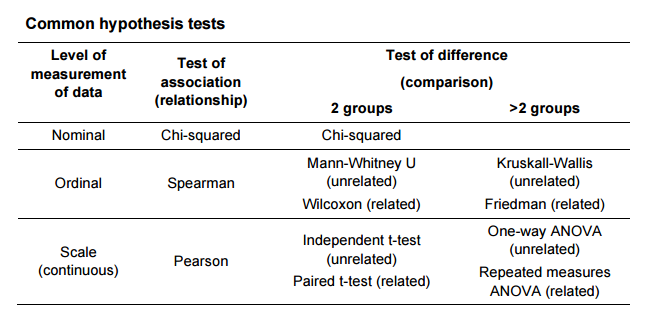 Common hypothesis tests
Level of
measurement
of data
Test of
association
(relationship)
Test of difference
(comparison)
2 groups
>2 groups
Nominal
Chi-squared
Chi-squared
Ordinal
Spearman
Mann-Whitney U
(unrelated)
Wilcoxon (related)
Kruskall-Wallis
(unrelated)
Friedman (related)
Scale
(continuous)
Pearson
Independent t-test
(unrelated)
Paired t-test (related)
One-way ANOVA
(unrelated)
Repeated measures
ANOVA (related)